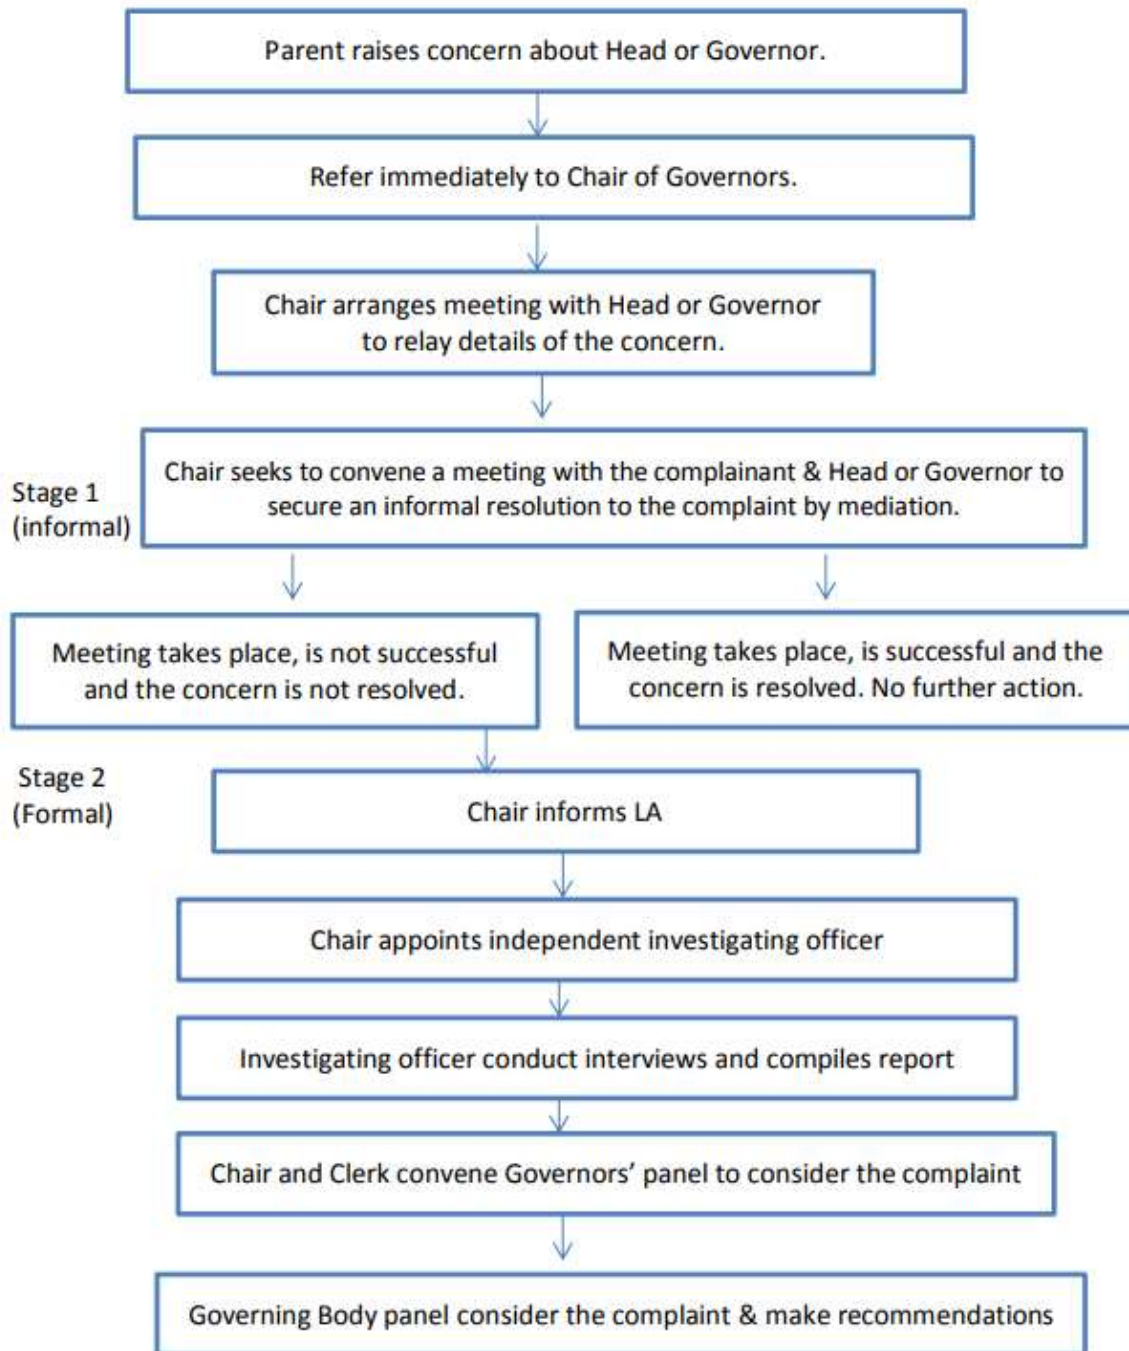 Parent raises concern about Head or Governor.
Refer immediately to Chair of Governors.
Chair arranges meeting with Head or Governor
to relay details of the concern.
Chair seeks to convene a meeting with the complainant & Head or Governor to
secure an informal resolution to the complaint by mediation.
Stage 1
(informal)
Meeting takes place, is not successful
and the concern is not resolved.
Meeting takes place, is successful and the
concern is resolved. No further action.
Stage 2
(Formal)
Chair informs LA
Chair appoints independent investigating officer
Investigating officer conduct interviews and compiles report
Chair and Clerk convene Governors’ panel to consider the complaint
Governing Body panel consider the complaint & make recommendations